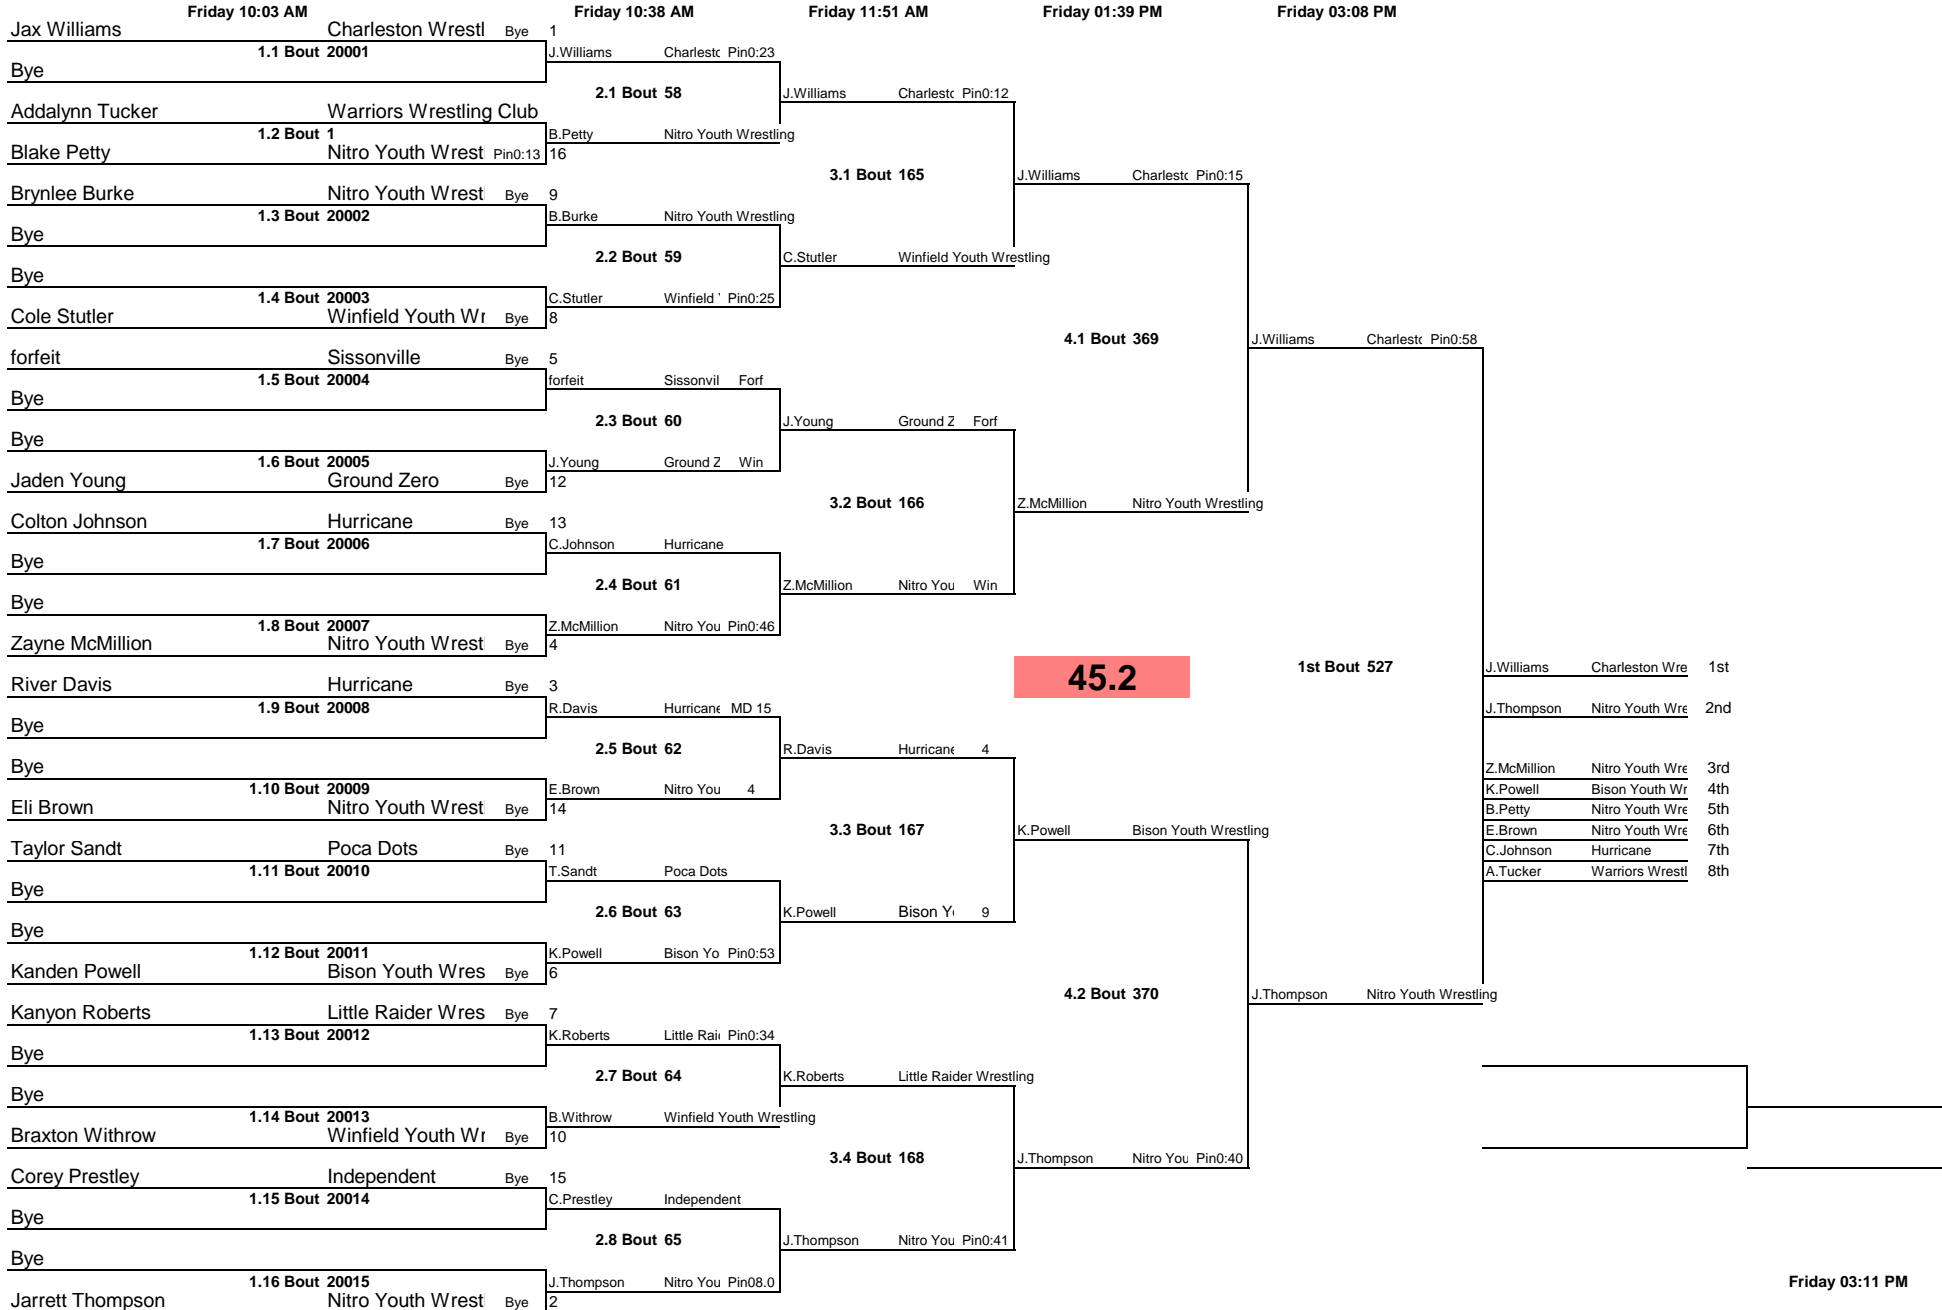 Friday 10:03 AM Friday 10:38 AM Friday 11:51 AM Friday 01:39 PM Friday 03:08 PM
Jax Williams Charleston Wrestl Bye 1
1.1 Bout 20001 J.Williams Charlestc Pin0:23
Bye
2.1 Bout 58 J.Williams Charlestc Pin0:12
Addalynn Tucker Warriors Wrestling Club
1.2 Bout 1 B.Petty Nitro Youth Wrestling
Blake Petty Nitro Youth Wrest Pin0:13 16
3.1 Bout 165 J.Williams Charlestc Pin0:15
Brynlee Burke Nitro Youth Wrest Bye 9
1.3 Bout 20002 B.Burke Nitro Youth Wrestling
Bye
2.2 Bout 59 C.Stutler Winfield Youth Wrestling
Bye
1.4 Bout 20003 C.Stutler Winfield ' Pin0:25
Cole Stutler Winfield Youth Wr Bye 8
4.1 Bout 369 J.Williams Charlestc Pin0:58
forfeit Sissonville Bye 5
1.5 Bout 20004 forfeit Sissonvil Forf
Bye
2.3 Bout 60 J.Young Ground Z Forf
Bye
1.6 Bout 20005 J.Young Ground Z Win
Jaden Young Ground Zero Bye 12
3.2 Bout 166 Z.McMillion Nitro Youth Wrestling
Colton Johnson Hurricane Bye 13
1.7 Bout 20006 C.Johnson Hurricane
Bye
2.4 Bout 61 Z.McMillion Nitro You Win
Bye
1.8 Bout 20007 Z.McMillion Nitro You Pin0:46
Zayne McMillion Nitro Youth Wrest Bye 4
45.2 1st Bout 527 J.Williams Charleston Wre 1st
River Davis Hurricane Bye 3
1.9 Bout 20008 R.Davis Hurricane MD 15 J.Thompson Nitro Youth Wre 2nd
Bye
2.5 Bout 62 R.Davis Hurricane 4
Bye Z.McMillion Nitro Youth Wre 3rd
1.10 Bout 20009 E.Brown Nitro You 4 K.Powell Bison Youth Wr 4th
Eli Brown Nitro Youth Wrest Bye 14 B.Petty Nitro Youth Wre 5th
3.3 Bout 167 K.Powell Bison Youth Wrestling E.Brown Nitro Youth Wre 6th
Taylor Sandt Poca Dots Bye 11 C.Johnson Hurricane 7th
1.11 Bout 20010 T.Sandt Poca Dots A.Tucker Warriors Wrestl 8th
Bye
2.6 Bout 63 K.Powell Bison Y 9
Bye
1.12 Bout 20011 K.Powell Bison Yo Pin0:53
Kanden Powell Bison Youth Wres Bye 6
4.2 Bout 370 J.Thompson Nitro Youth Wrestling
Kanyon Roberts Little Raider Wres Bye 7
1.13 Bout 20012 K.Roberts Little Rai Pin0:34
Bye
2.7 Bout 64 K.Roberts Little Raider Wrestling
Bye
1.14 Bout 20013 B.Withrow Winfield Youth Wrestling
Braxton Withrow Winfield Youth Wr Bye 10
3.4 Bout 168 J.Thompson Nitro You Pin0:40
Corey Prestley Independent Bye 15
1.15 Bout 20014 C.Prestley Independent
Bye
2.8 Bout 65 J.Thompson Nitro You Pin0:41
Bye
1.16 Bout 20015 J.Thompson Nitro You Pin08.0 Friday 03:11 PM
Jarrett Thompson Nitro Youth Wrest Bye 2